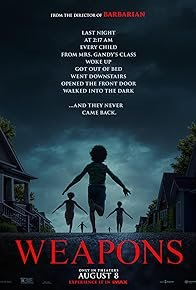 FROM THE DIRECTOR OF BARBARIAN
LAST NIGHT
AT 2:17 AM
EVERY CHILD
FROM MRS. GANDY'S CLASS
WOKE UP
GOT OUT OF BED
WENT DOWNSTAIRS
OPENED THE FRONT DOOR
WALKED INTO THE DARK
...AND THEY NEVER
CAME BACK.
WEAPONS
ONLY IN THEATERS
AUGUST 8
EXPERIENCE IT IN IMAX